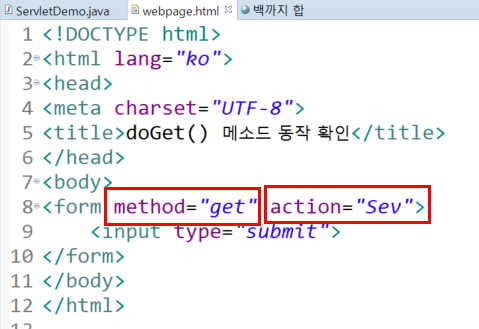 ServletDemo.java webpage.html 백까지 합
1 <!DOCTYPE html>
2 <html lang="ko">
3 <head>
4 <meta charset="UTF-8">
5 <title>doGet() 메소드 동작 확인</title>
6 </head>
7 <body>
8 <form method="get" action="Sev">
9 <input type="submit">
10 </form>
11 </body>
12 </html>
13